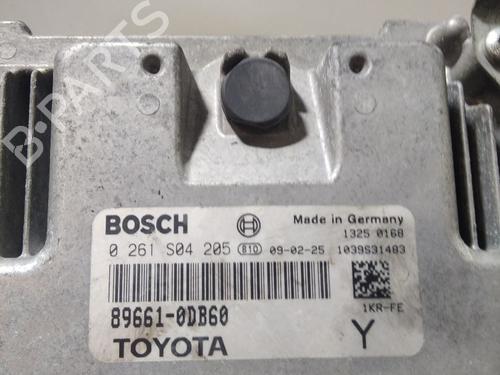 B-PARTS
BOSCH
Made in Germany
1325 0168
0 261 S04 205 810 09-02-25 1039S31483
89661-0DB60
1KR-FE
TOYOTA
Y